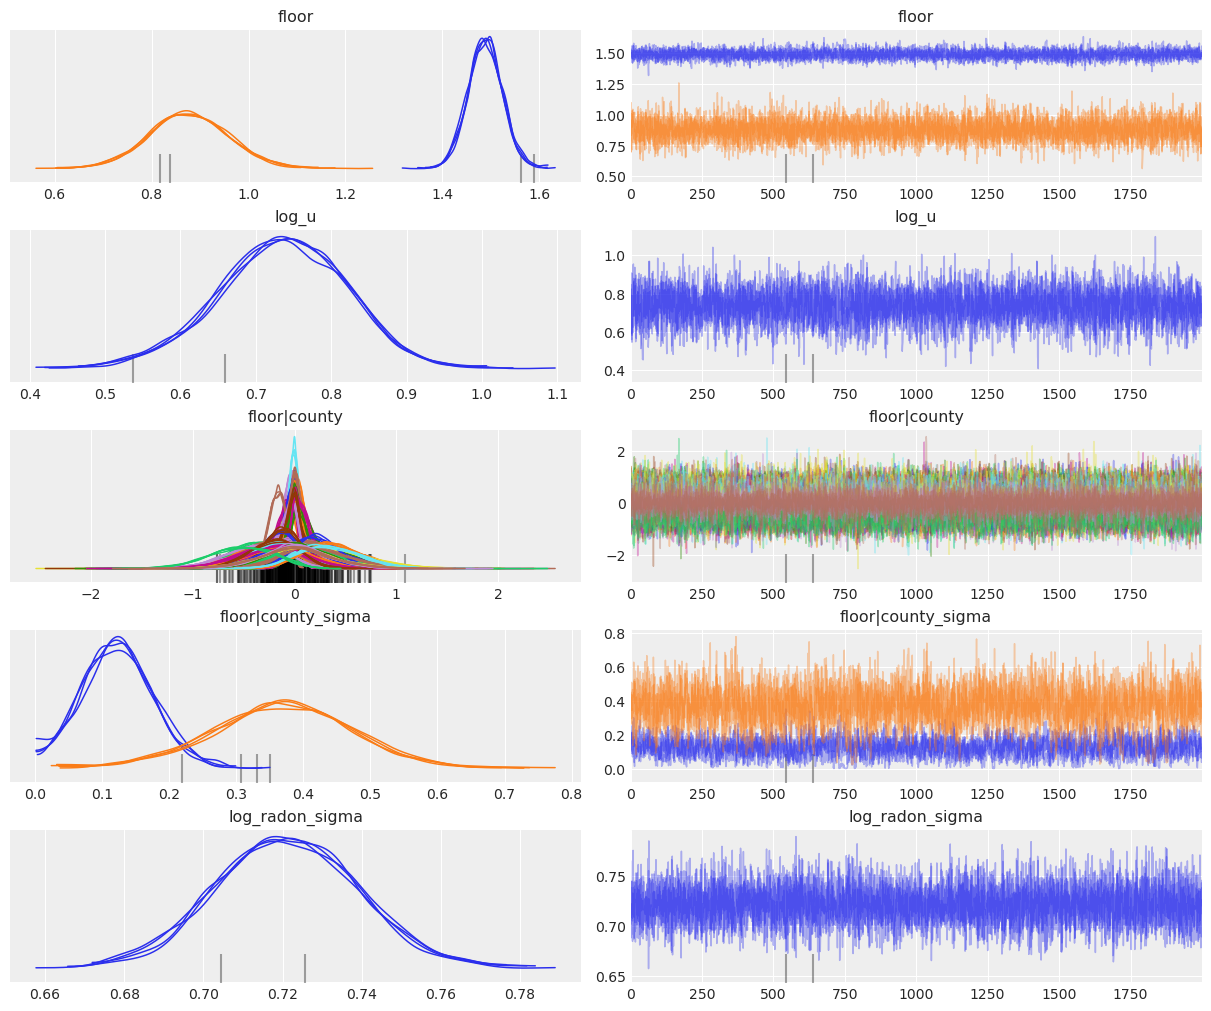 floor floor
1.50
1.25
1.00
0.75
0.50
0.6 0.8 1.0 1.2 1.4 1.6 0 250 500 750 1000 1250 1500 1750
log_u log_u
1.0
0.8
0.6
0.4
0.4 0.5 0.6 0.7 0.8 0.9 1.0 1.1 0 250 500 750 1000 1250 1500 1750
floor|county floor|county
2
0
−2
−2 −1 0 1 2 0 250 500 750 1000 1250 1500 1750
floor|county_sigma floor|county_sigma
0.8
0.6
0.4
0.2
0.0
0.0 0.1 0.2 0.3 0.4 0.5 0.6 0.7 0.8 0 250 500 750 1000 1250 1500 1750
log_radon_sigma log_radon_sigma
0.75
0.70
0.65
0.66 0.68 0.70 0.72 0.74 0.76 0.78 0 250 500 750 1000 1250 1500 1750